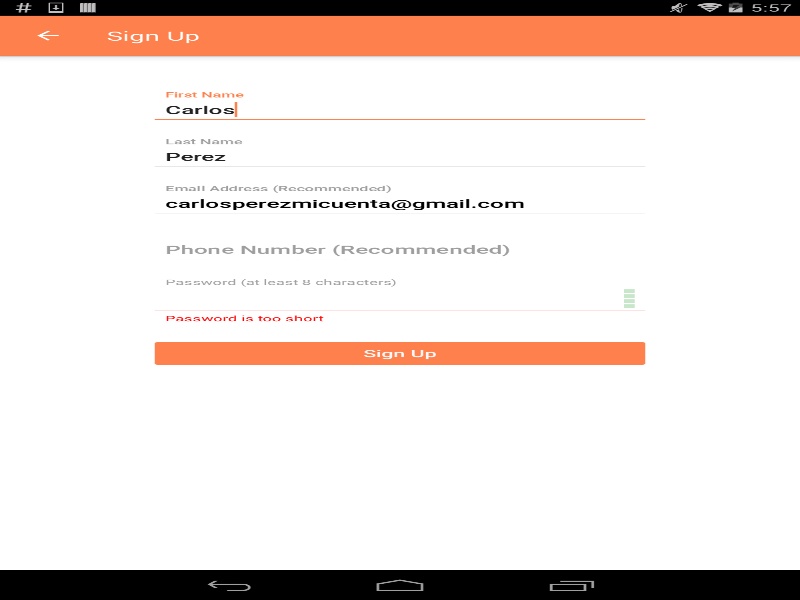 5:57
Sign Up
First Name
Carlos
Last Name
Perez
Email Address (Recommended)
carlosperezmicuenta@gmail.com
Phone Number (Recommended)
Password (at least 8 characters)
Password is too short
Sign Up